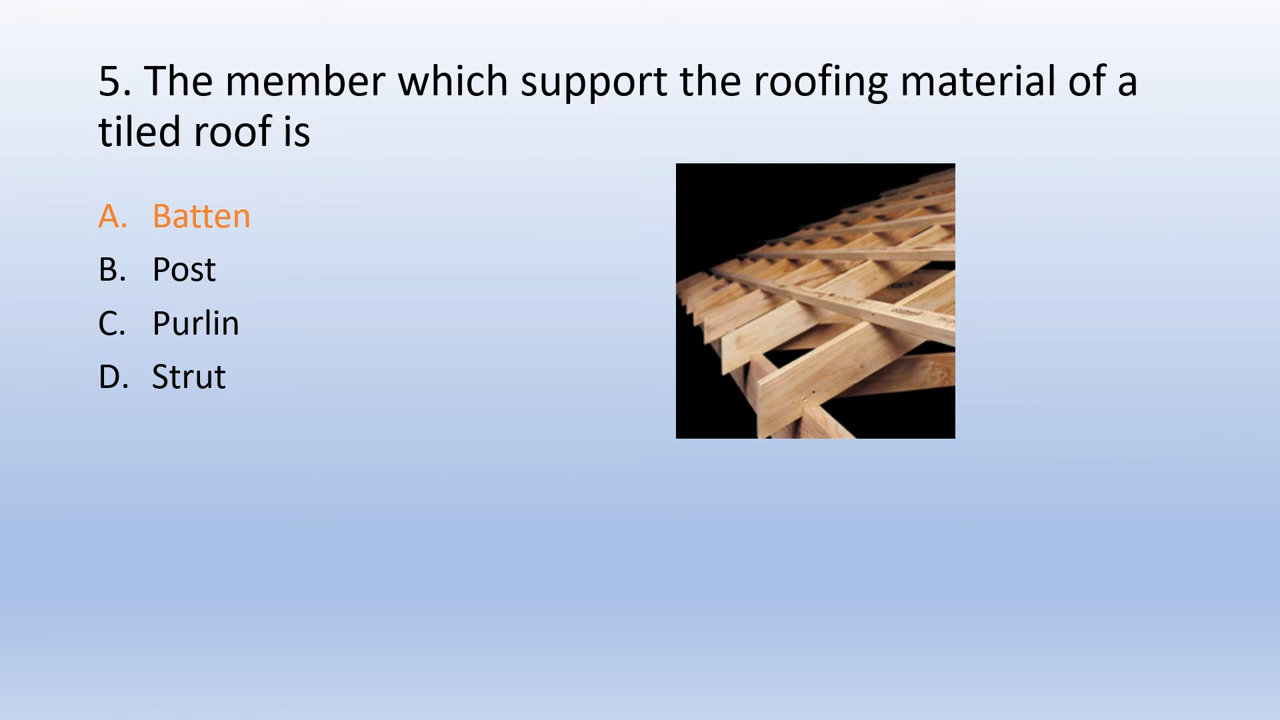 5. The member which support the roofing material of a
tiled roof is
A. Batten
B. Post
C. Purlin
D. Strut